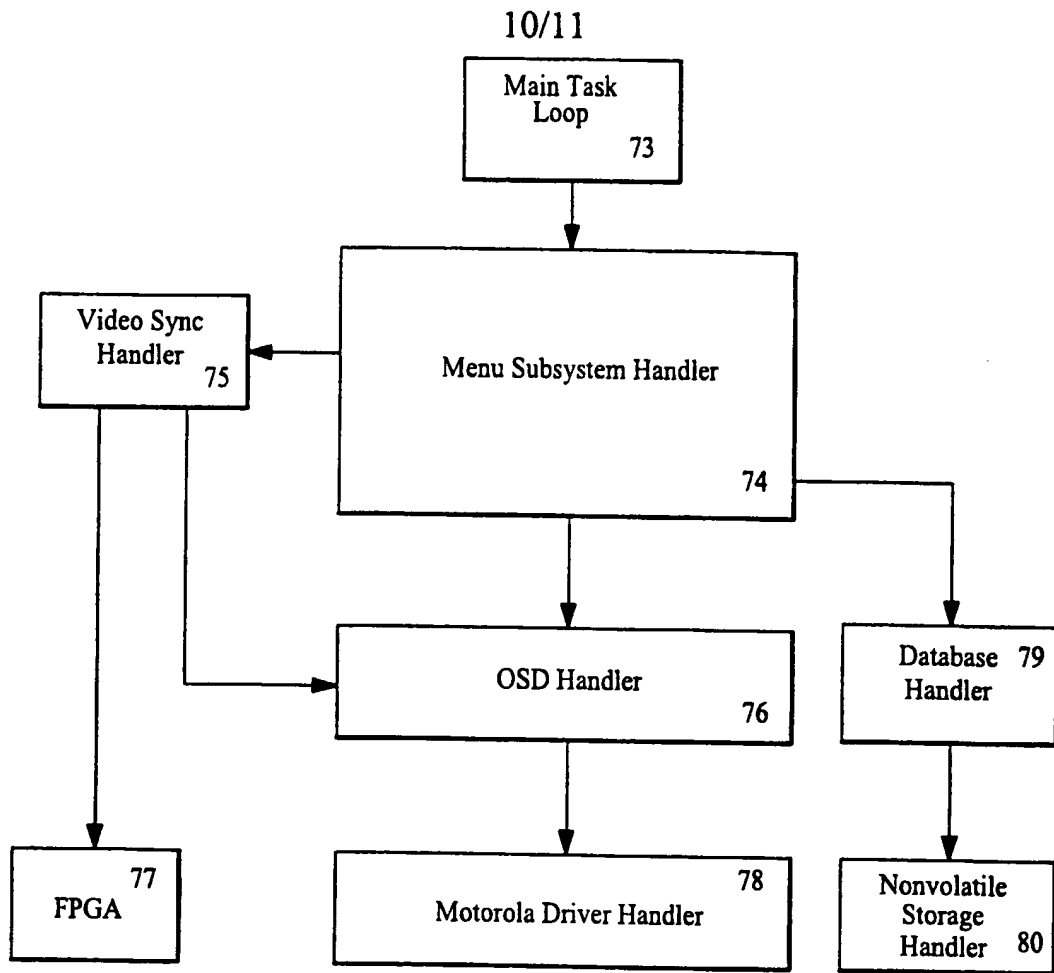 10/11
Main Task
Loop
73
Video Sync
Handler
75
Menu Subsystem Handler
74
OSD Handler
76
Database 79
Handler
77
FPGA
78
Motorola Driver Handler
Nonvolatile
Storage
Handler 80